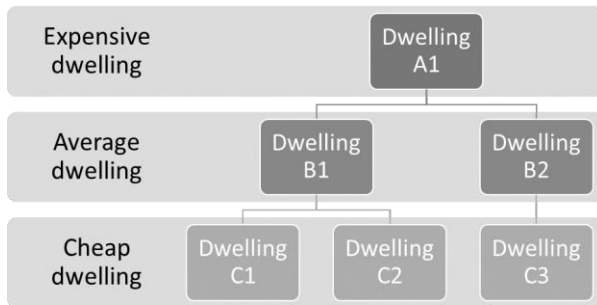 Expensive
dwelling
Dwelling
A1
Average
dwelling
Dwelling
B1
Dwelling
B2
Cheap
dwelling
Dwelling
C1
Dwelling
C2
Dwelling
C3